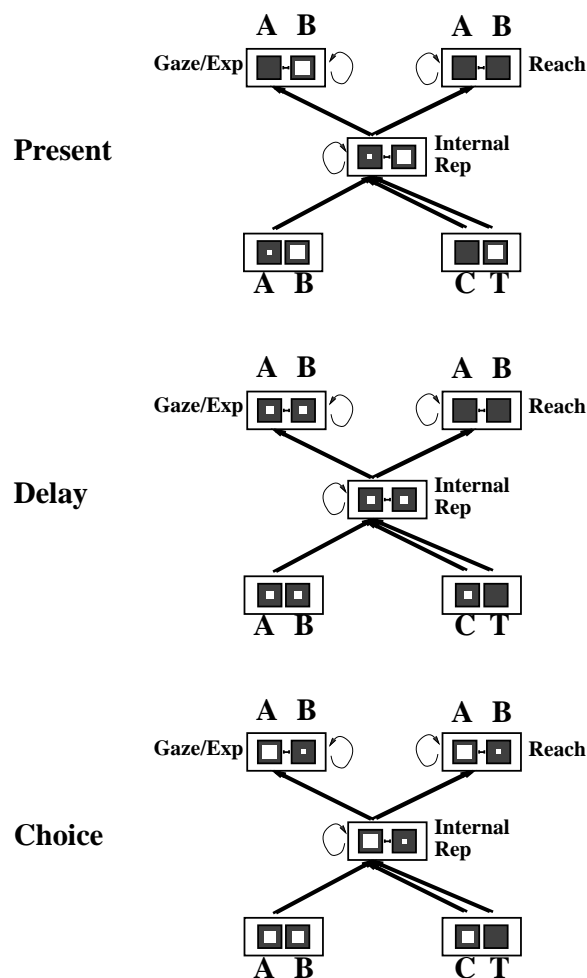 A B A B
Gaze/Exp Reach
Present
Internal
Rep
A B C T
A B A B
Gaze/Exp Reach
Delay
Internal
Rep
A B C T
A B A B
Gaze/Exp Reach
Choice
Internal
Rep
A B C T